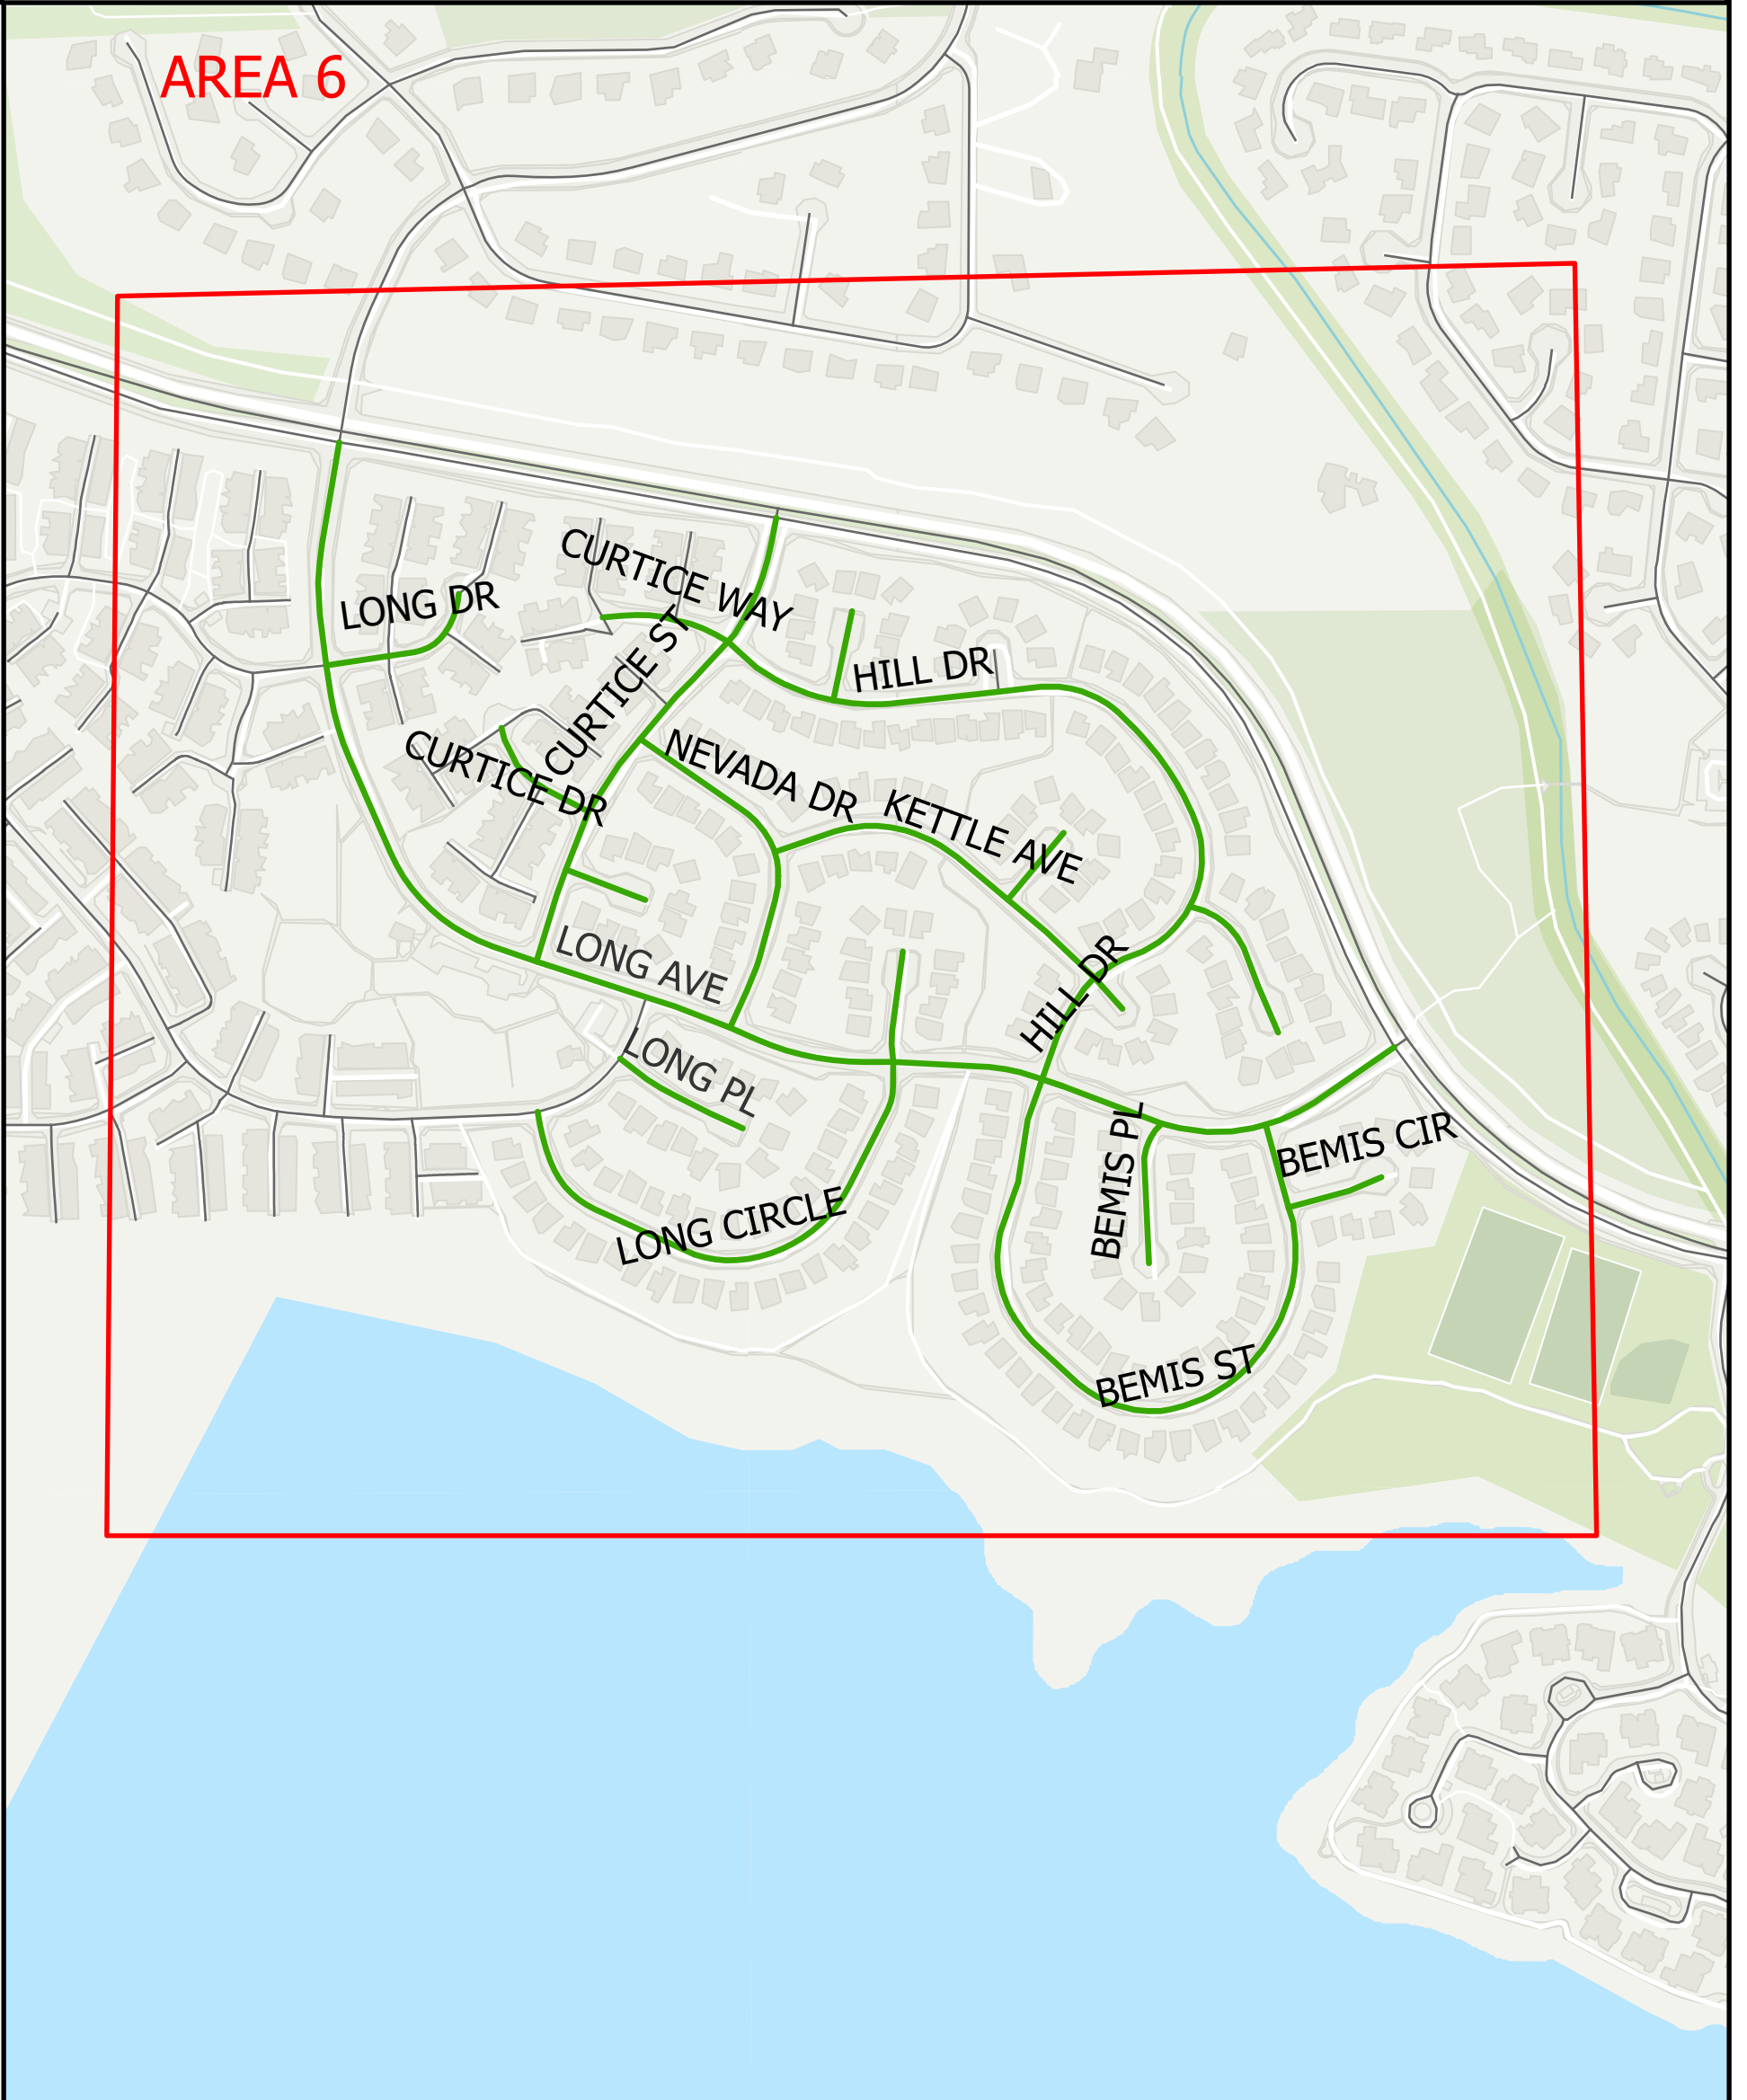 AREA 6
CURTICE WAY
LONG DR
CURTICE ST
HILL DR
CURTICE DR
NEVADA DR
KETTLE AVE
LONG AVE
HILL DR
LONG PL
BEMIS PL
BEMIS CIR
LONG CIRCLE
BEMIS ST